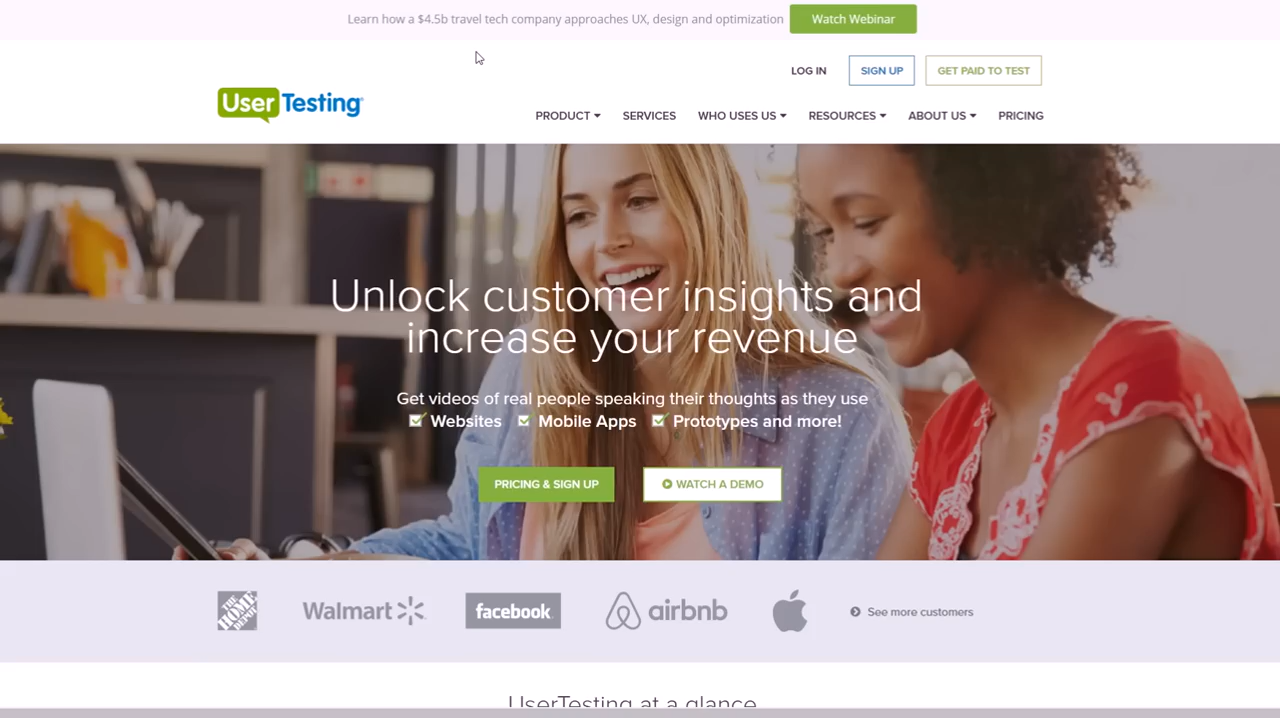 Learn how a $4.5b travel tech company approaches UX, design and optimization Watch Webinar
LOG IN SIGN UP GET PAID TO TEST
User Testing
PRODUCT SERVICES WHO USES US RESOURCES ABOUT US PRICING
Unlock customer insights and
increase your revenue
Get videos of real people speaking their thoughts as they use
Websites Mobile Apps Prototypes and more!
PRICING & SIGN UP WATCH A DEMO
THE HOME DEPOT Walmart facebook airbnb See more customers
UserTesting at a glance